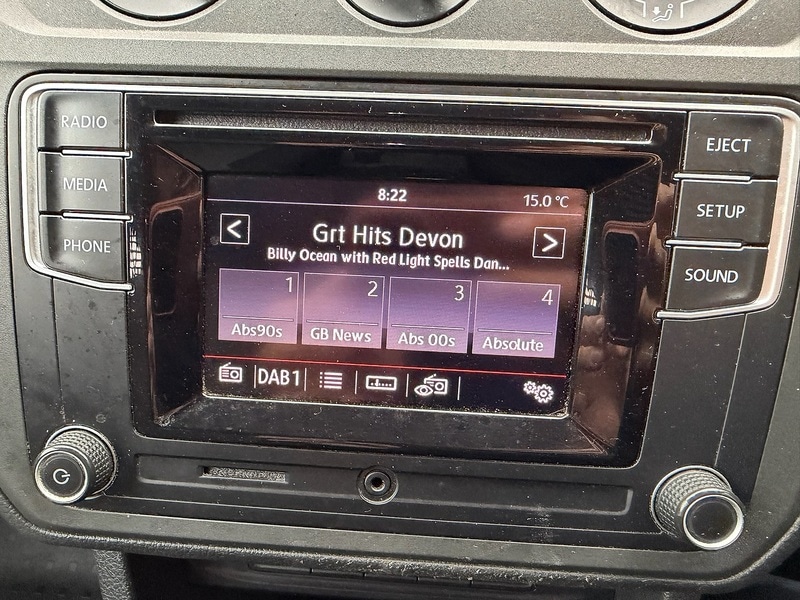 RADIO
MEDIA
PHONE
EJECT
SETUP
SOUND
8:22
15.0 °C
< Grt Hits Devon >
Billy Ocean with Red Light Spells Dan...
1 2 3 4
Abs90s GB News Abs 00s Absolute
DAB1